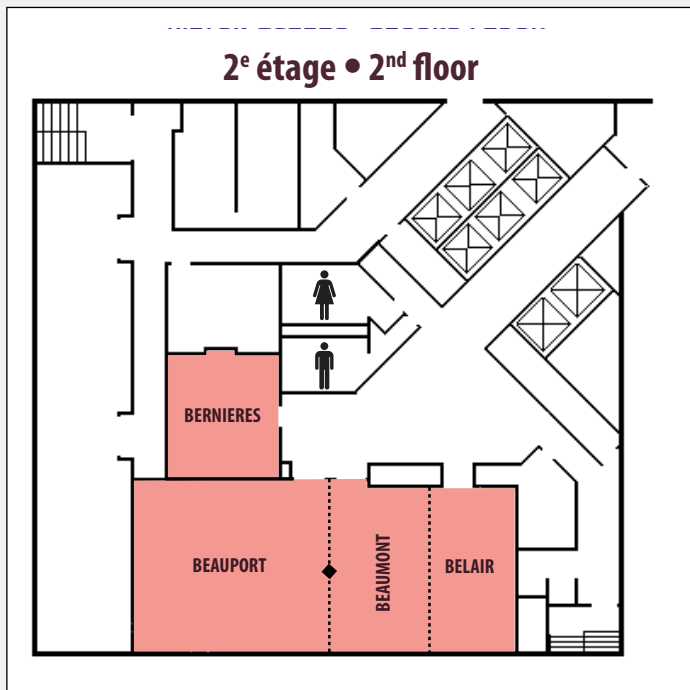 2e étage • 2nd floor
BERNIERES
BEAUPORT
BEAUMONT
BELAIR